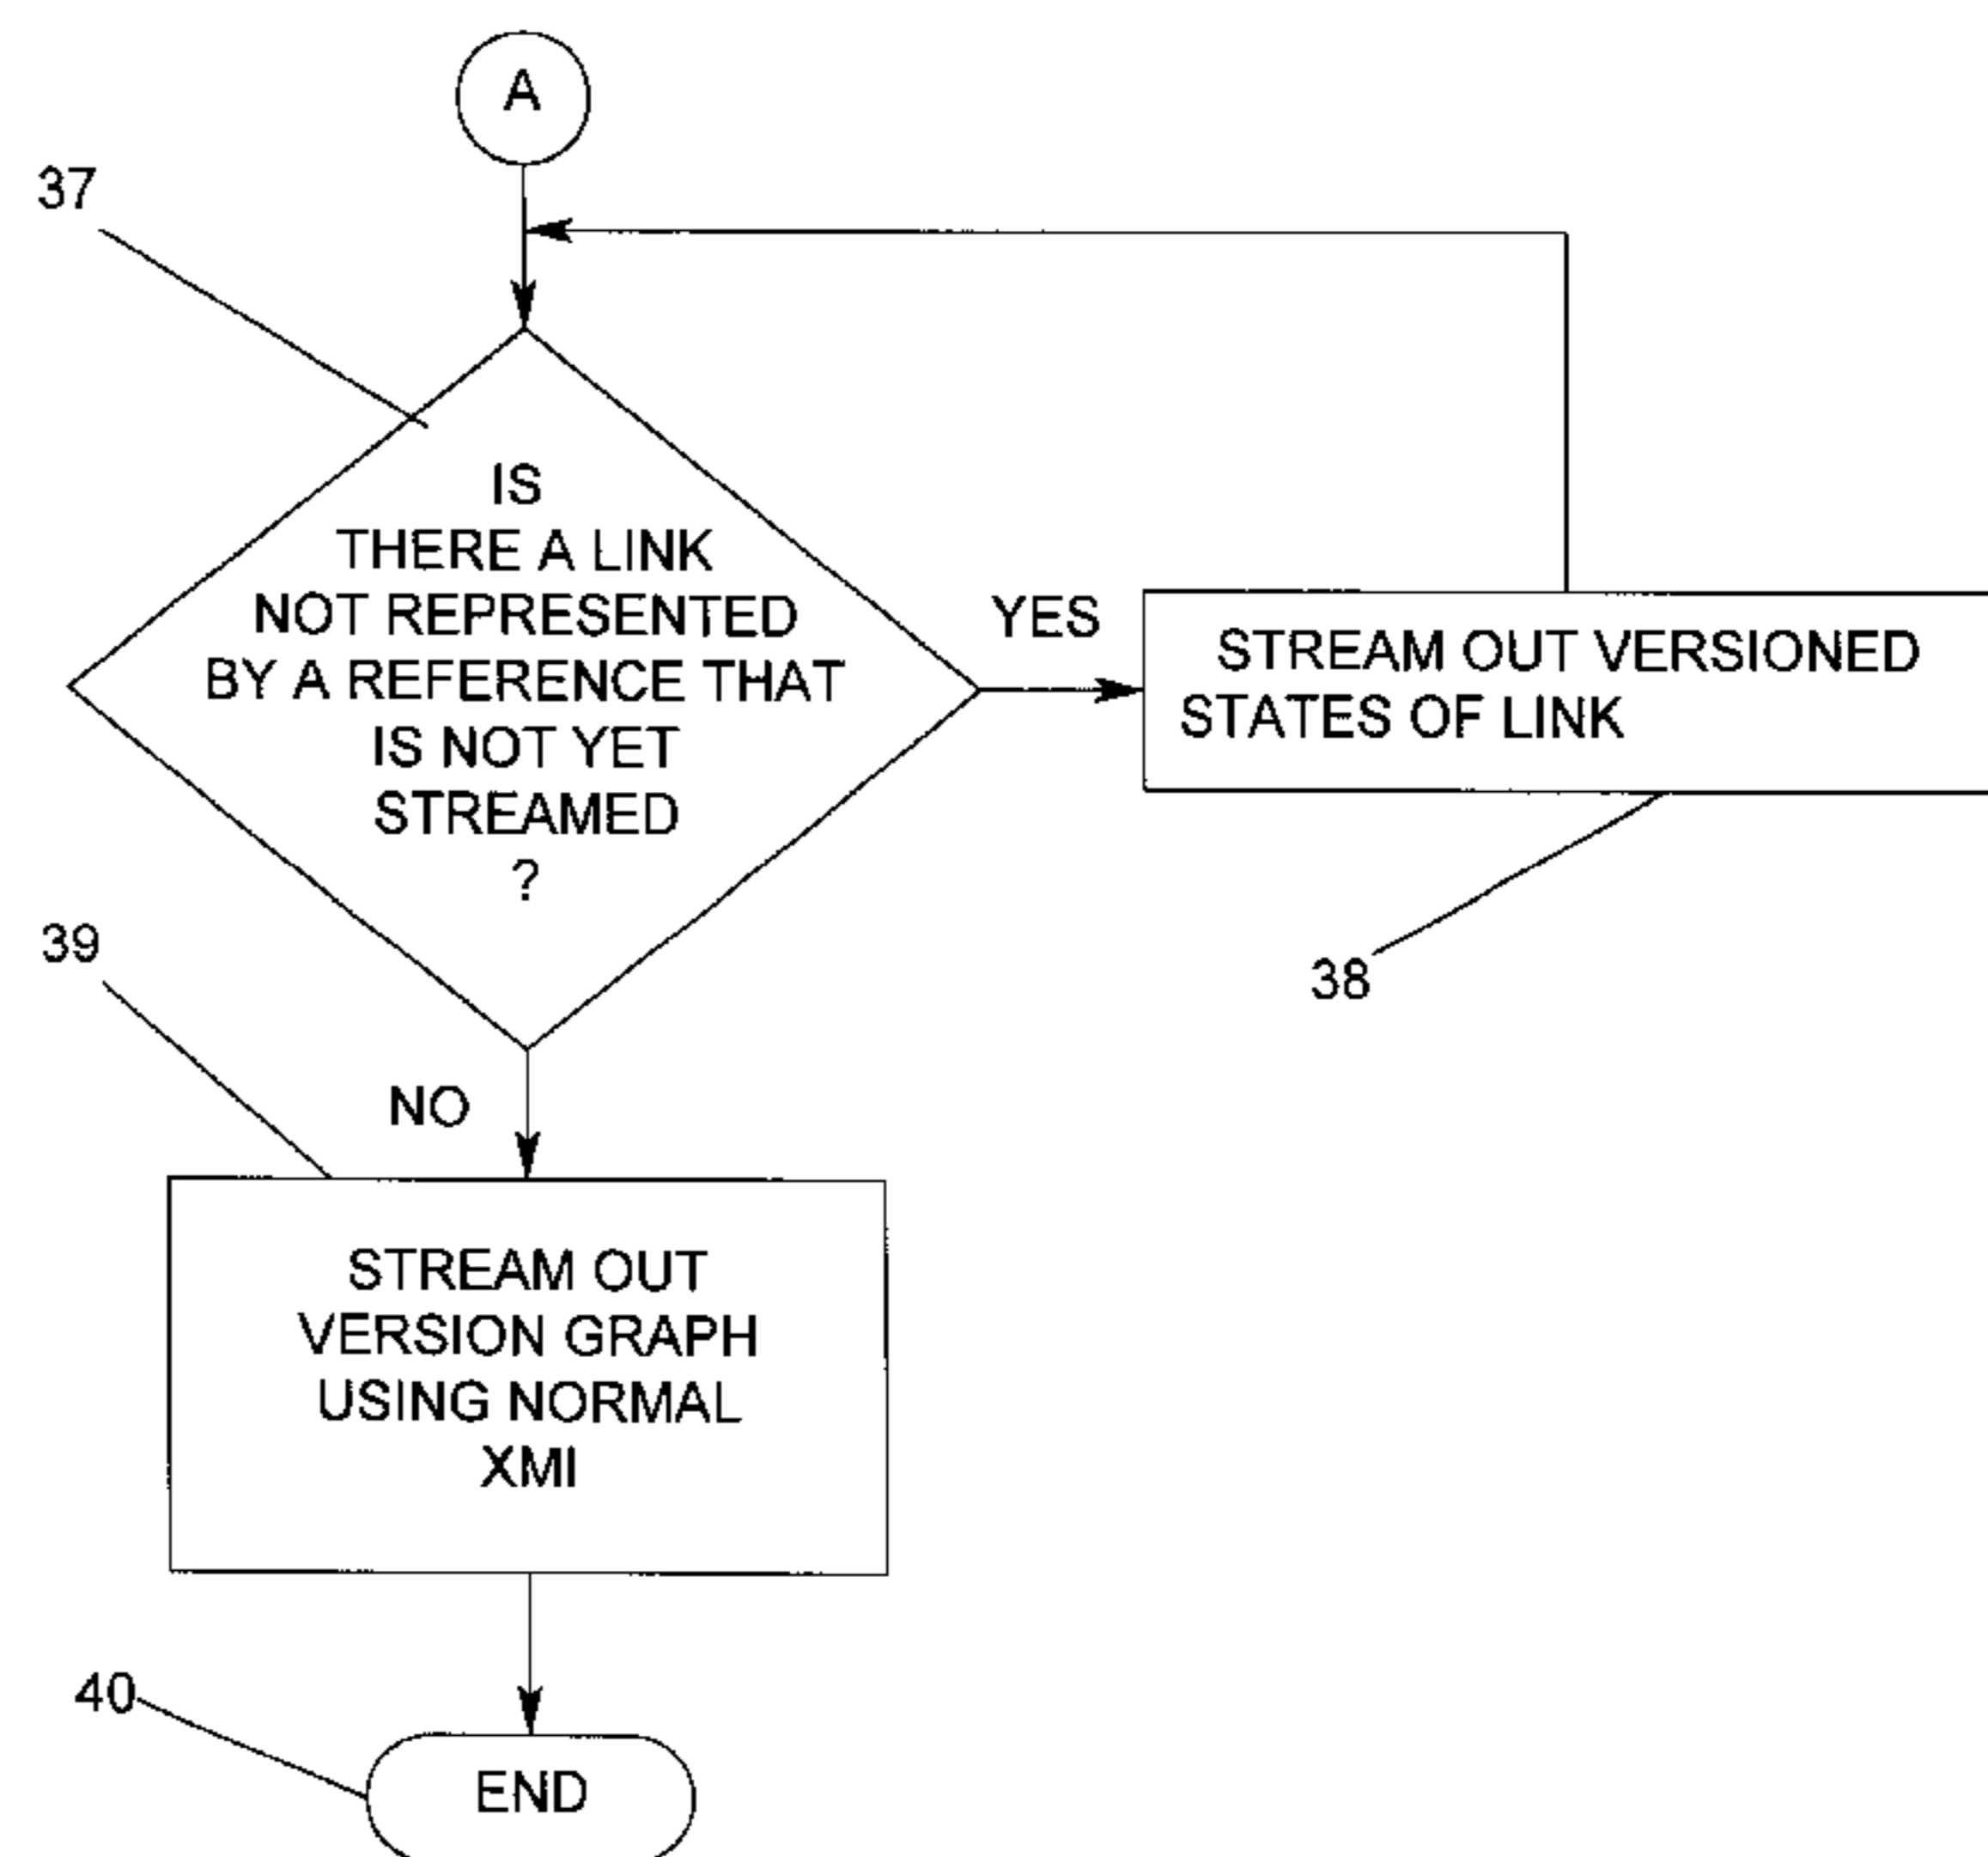 A
37
IS
THERE A LINK
NOT REPRESENTED
BY A REFERENCE THAT
IS NOT YET
STREAMED
?
YES
STREAM OUT VERSIONED
STATES OF LINK
38
39
NO
STREAM OUT
VERSION GRAPH
USING NORMAL
XMI
40
END